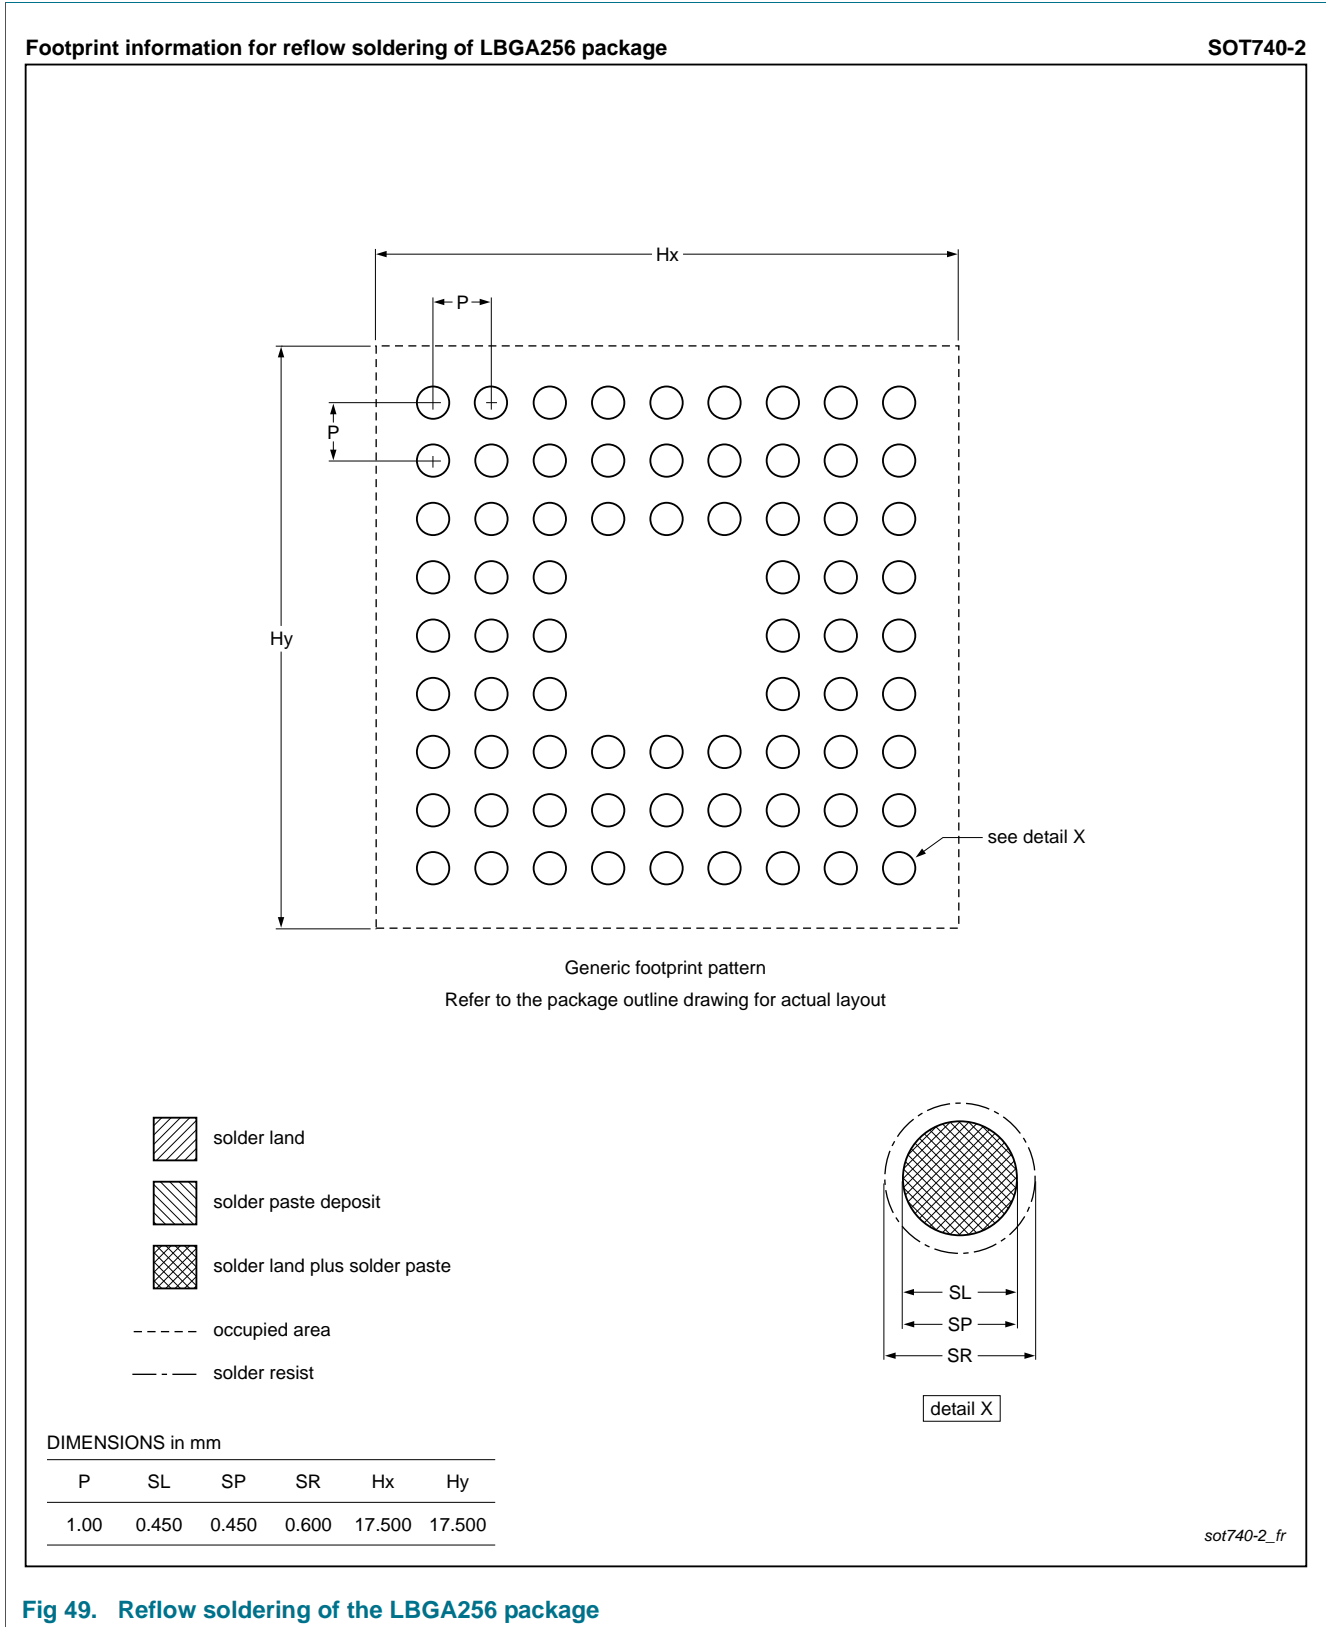 Footprint information for reflow soldering of LBGA256 package SOT740-2
Hx
P
P
Hy
see detail X
Generic footprint pattern
Refer to the package outline drawing for actual layout
solder land
solder paste deposit
solder land plus solder paste
occupied area
solder resist
SL
SP
SR
detail X
DIMENSIONS in mm
P SL SP SR Hx Hy
1.00 0.450 0.450 0.600 17.500 17.500
sot740-2_fr
Fig 49. Reflow soldering of the LBGA256 package